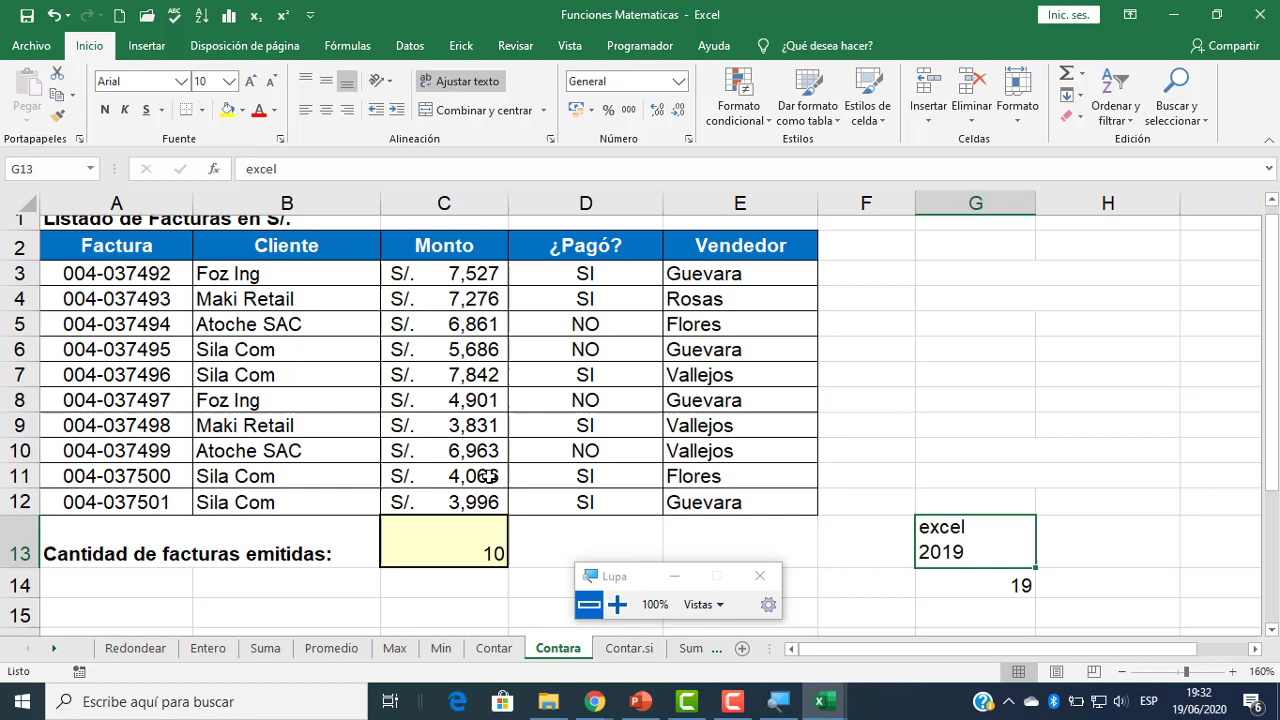 Funciones Matematicas - Excel
Inic. ses.
Archivo Inicio Insertar Disposición de página Fórmulas Datos Erick Revisar Vista Programador Ayuda ¿Qué desea hacer? Compartir
Pegar
Arial 10
N K S
Ajustar texto
Combinar y centrar
General
% 000
Formato condicional
Dar formato como tabla
Estilos de celda
Insertar
Eliminar
Formato
Ordenar y filtrar
Buscar y seleccionar
Portapapeles Fuente Alineación Número Estilos Celdas Edición
G13 fx excel
A B C D E F G H
1 Listado de Facturas en S/.
2 Factura Cliente Monto ¿Pagó? Vendedor
3 004-037492 Foz Ing S/. 7,527 SI Guevara
4 004-037493 Maki Retail S/. 7,276 SI Rosas
5 004-037494 Atoche SAC S/. 6,861 NO Flores
6 004-037495 Sila Com S/. 5,686 NO Guevara
7 004-037496 Sila Com S/. 7,842 SI Vallejos
8 004-037497 Foz Ing S/. 4,901 NO Guevara
9 004-037498 Maki Retail S/. 3,831 SI Vallejos
10 004-037499 Atoche SAC S/. 6,963 NO Vallejos
11 004-037500 Sila Com S/. SI Flores
12 004-037501 Sila Com S/. 3,996 SI Guevara
13 Cantidad de facturas emitidas: 10
excel
2019
14 19
15
Lupa
100% Vistas
Redondear Entero Suma Promedio Max Min Contar Contara Contar.si Sum ...
Listo
160%
Escribe aquí para buscar
ESP
19:32
19/06/2020
6